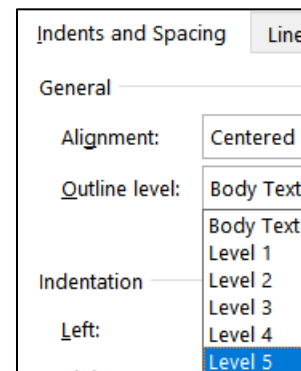 Indents and Spacing Line
General
Alignment: Centered
Outline level: Body Text
Body Text
Level 1
Indentation Level 2
Level 3
Left: Level 4
Level 5